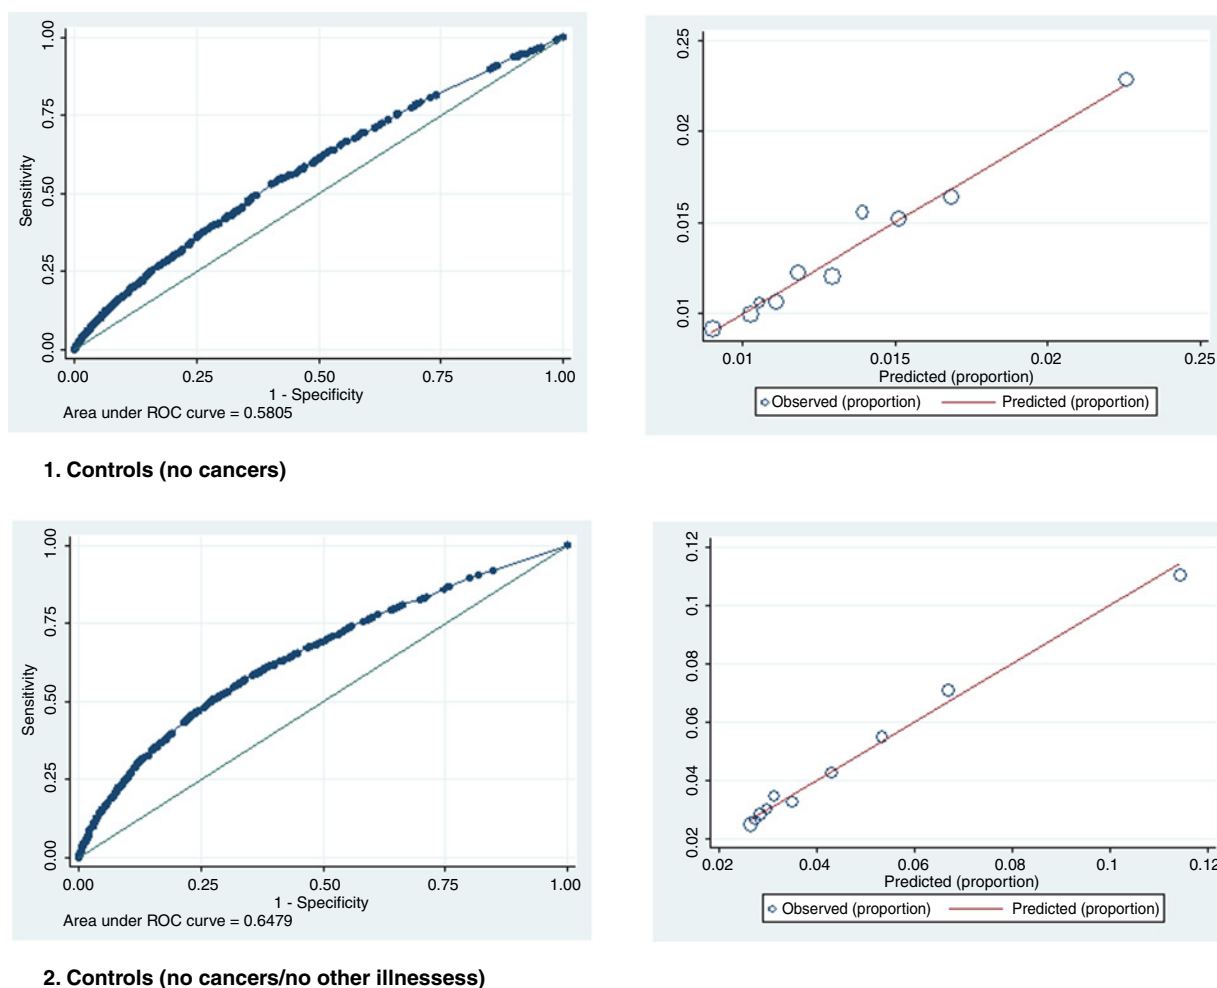 1.00
0.75
0.50
0.25
0.00
Sensitivity
0.00 0.25 0.50 0.75 1.00
1 - Specificity
Area under ROC curve = 0.5805
0.25
0.02
0.015
0.01
0.01 0.015 0.02 0.25
Predicted (proportion)
Observed (proportion) Predicted (proportion)
1. Controls (no cancers)
1.00
0.75
0.50
0.25
0.00
Sensitivity
0.00 0.25 0.50 0.75 1.00
1 - Specificity
Area under ROC curve = 0.6479
0.12
0.1
0.08
0.06
0.04
0.02
0.02 0.04 0.06 0.08 0.1 0.12
Predicted (proportion)
Observed (proportion) Predicted (proportion)
2. Controls (no cancers/no other illnessess)